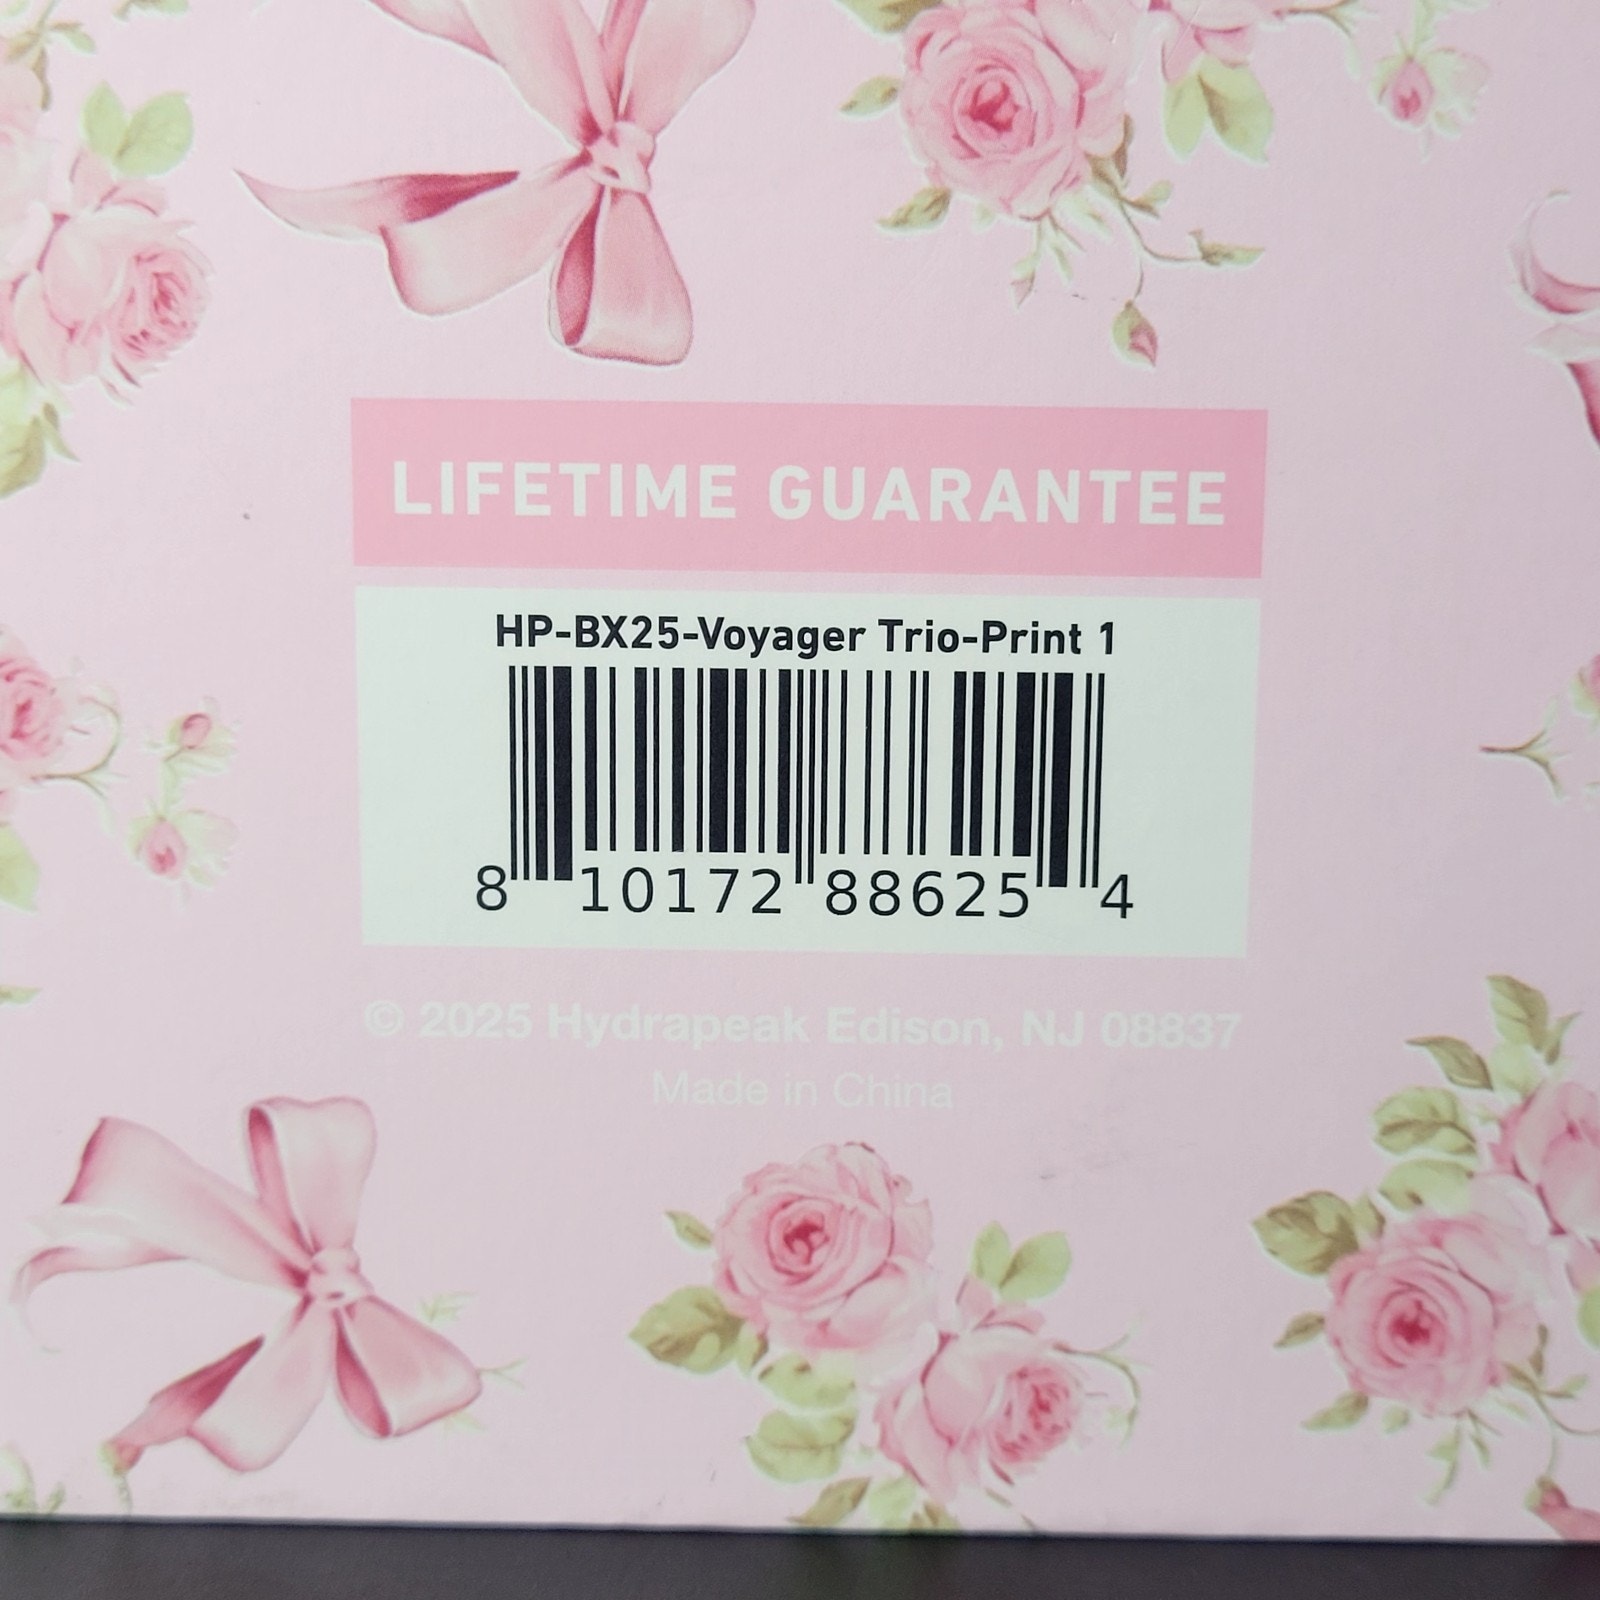 LIFETIME GUARANTEE
HP-BX25-Voyager Trio-Print 1
8 10172 88625 4
© 2025 Hydrapeak Edison, NJ 08837
Made in China